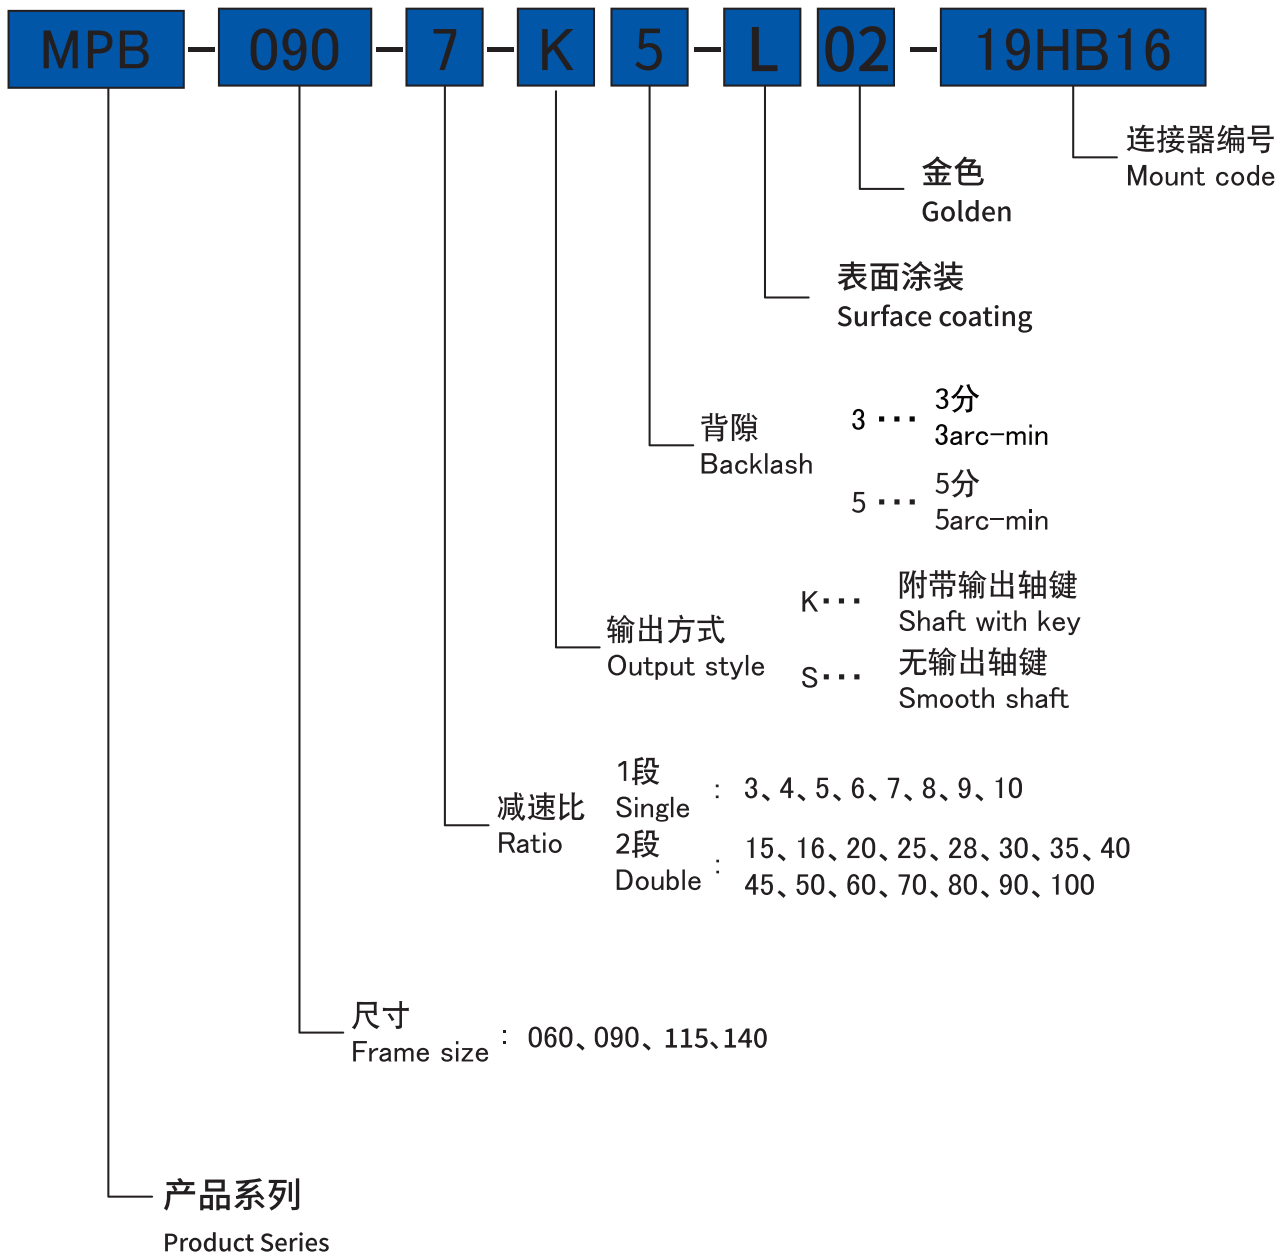 MPB-090-7-K 5-L 02-19HB16
连接器编号
Mount code
金色
Golden
表面涂装
Surface coating
背隙
Backlash
3 ··· 3分
3arc-min
5 ··· 5分
5arc-min
输出方式
Output style
K··· 附带输出轴键
Shaft with key
S··· 无输出轴键
Smooth shaft
减速比
Ratio
1段
Single : 3、4、5、6、7、8、9、10
2段
Double : 15、16、20、25、28、30、35、40
45、50、60、70、80、90、100
尺寸
Frame size : 060、090、115、140
产品系列
Product Series